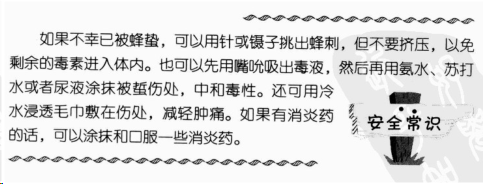 如果不幸已被蜂蛰，可以用针或镊子挑出蜂刺，但不要挤压，以免
剩余的毒素进入体内。也可以先用嘴吮吸出毒液，然后再用氨水、苏打
水或者尿液涂抹被蜇伤处，中和毒性。还可用冷
水浸透毛巾敷在伤处，减轻肿痛。如果有消炎药
的话，可以涂抹和口服一些消炎药。
安全常识